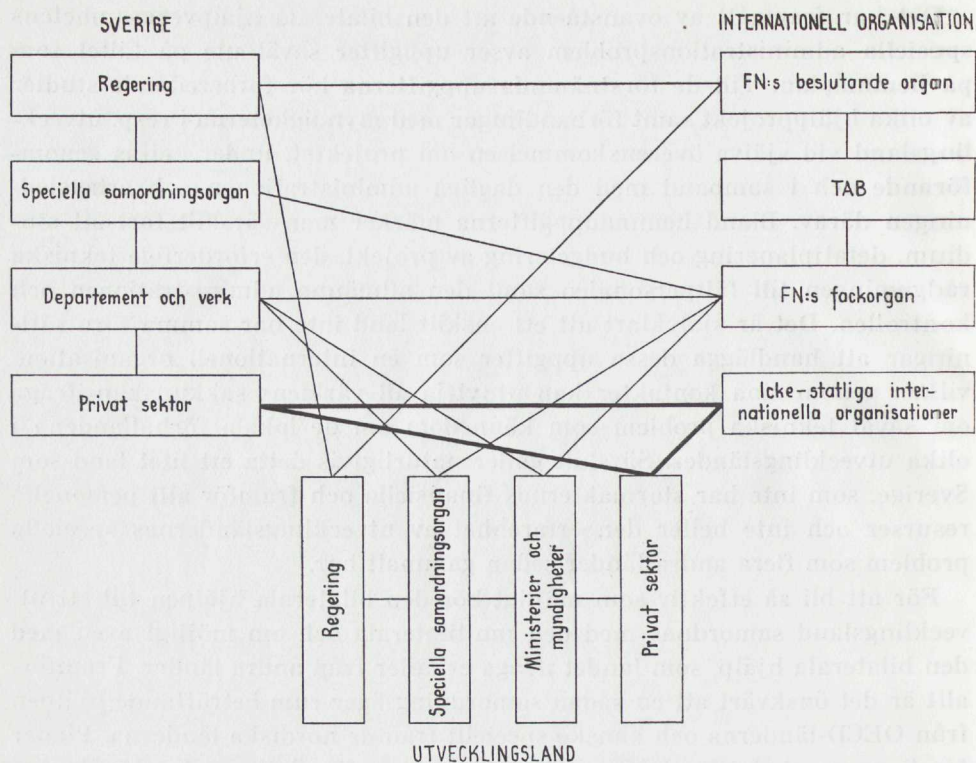 SVERIGE
INTERNATIONELL ORGANISATION
Regering
FN:s beslutande organ
Speciella samordningsorgan
TAB
Departement och verk
FN:s fackorgan
Privat sektor
Icke-statliga inter-
nationella organisationer
Regering
Speciella samordningsorgan
Ministerier och
myndigheter
Privat sektor
UTVECKLINGSLAND